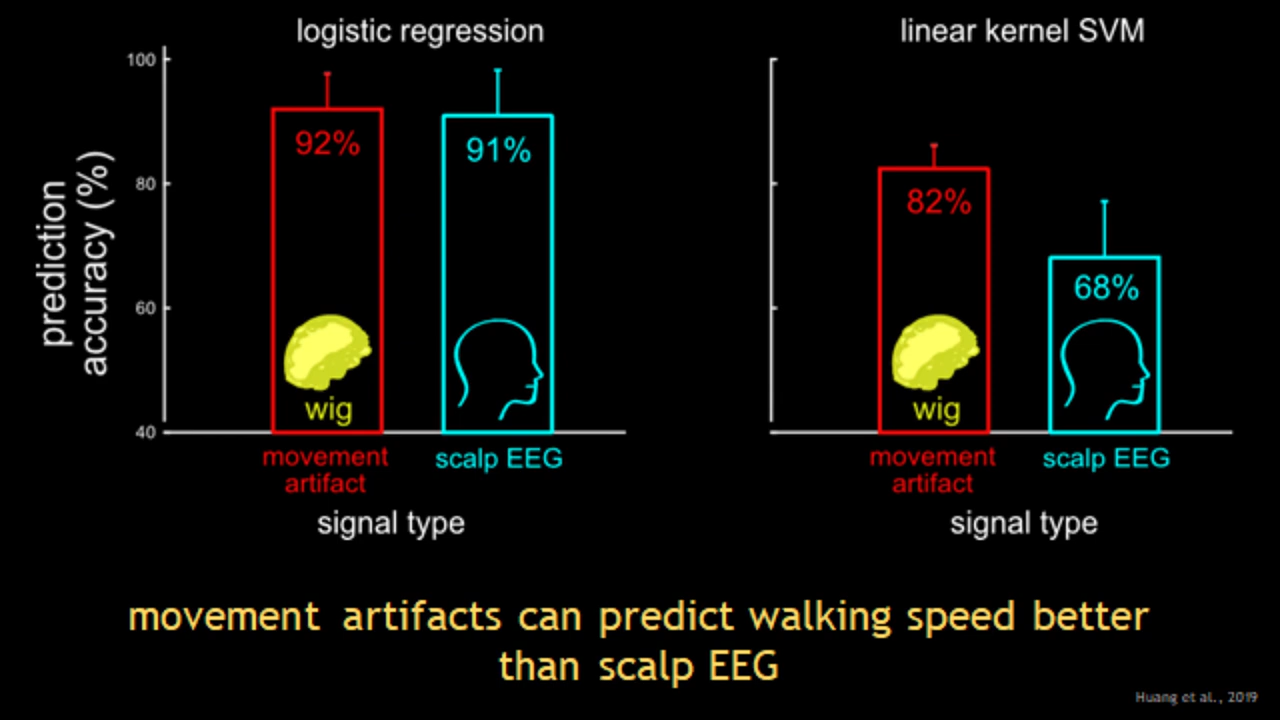 logistic regression
linear kernel SVM
prediction
accuracy (%)
100
80
60
40
92%
91%
82%
68%
wig
wig
movement
artifact
scalp EEG
movement
artifact
scalp EEG
signal type
signal type
movement artifacts can predict walking speed better
than scalp EEG
Huang et al., 2019